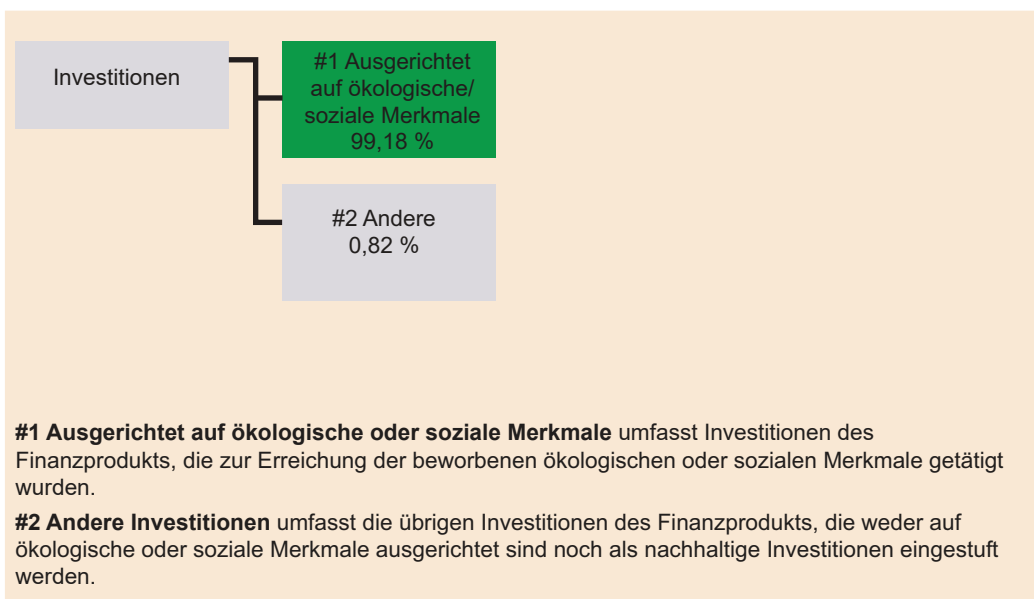 Investitionen
#1 Ausgerichtet
auf ökologische/
soziale Merkmale
99,18 %
#2 Andere
0,82 %
#1 Ausgerichtet auf ökologische oder soziale Merkmale umfasst Investitionen des
Finanzprodukts, die zur Erreichung der beworbenen ökologischen oder sozialen Merkmale getätigt
wurden.
#2 Andere Investitionen umfasst die übrigen Investitionen des Finanzprodukts, die weder auf
ökologische oder soziale Merkmale ausgerichtet sind noch als nachhaltige Investitionen eingestuft
werden.